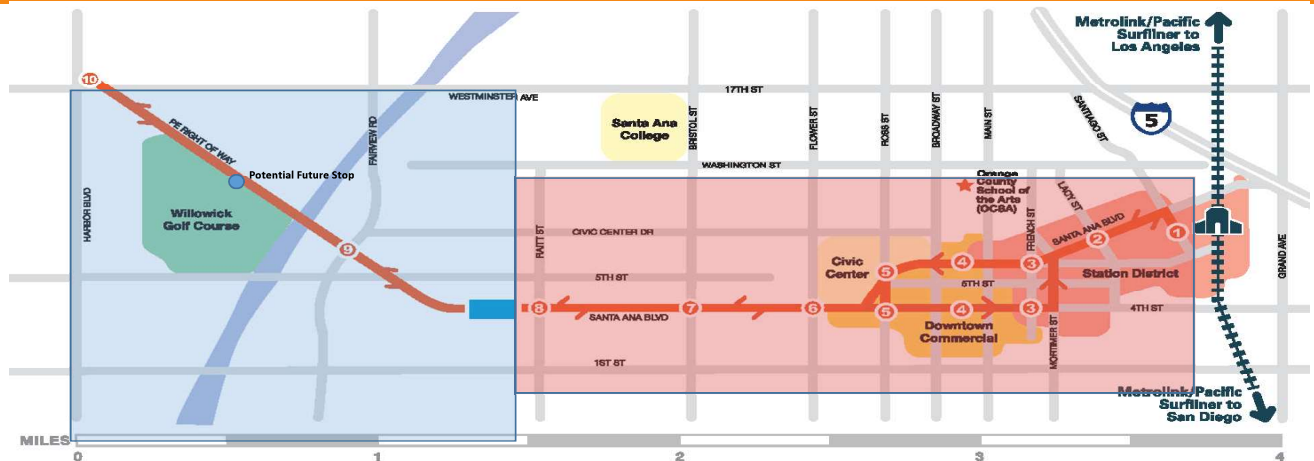 Metrolink/Pacific
Surfliner to
Los Angeles
10
WESTMINSTER AVE
17TH ST
5
PE RIGHT OF WAY
FAIRVIEW RD
Santa Ana
College
BRISTOL ST
FLOWER ST
ROSS ST
BROADWAY ST
MAIN ST
SANTIAGO ST
WASHINGTON ST
Potential Future Stop
Orange
County
School of
the Arts
(OCSA)
LACY ST
HARBOR BLVD
Willowick
Golf Course
RAITT ST
CIVIC CENTER DR
FRENCH ST
SANTA ANA BLVD
2
1
9
Civic
Center
5
4
3
Station District
GRAND AVE
5TH ST
5TH ST
8
7
6
5
4
3
4TH ST
SANTA ANA BLVD
Downtown
Commercial
MORTIMER ST
1ST ST
Metrolink/Pacific
Surfliner to
San Diego
MILES
0
1
2
3
4